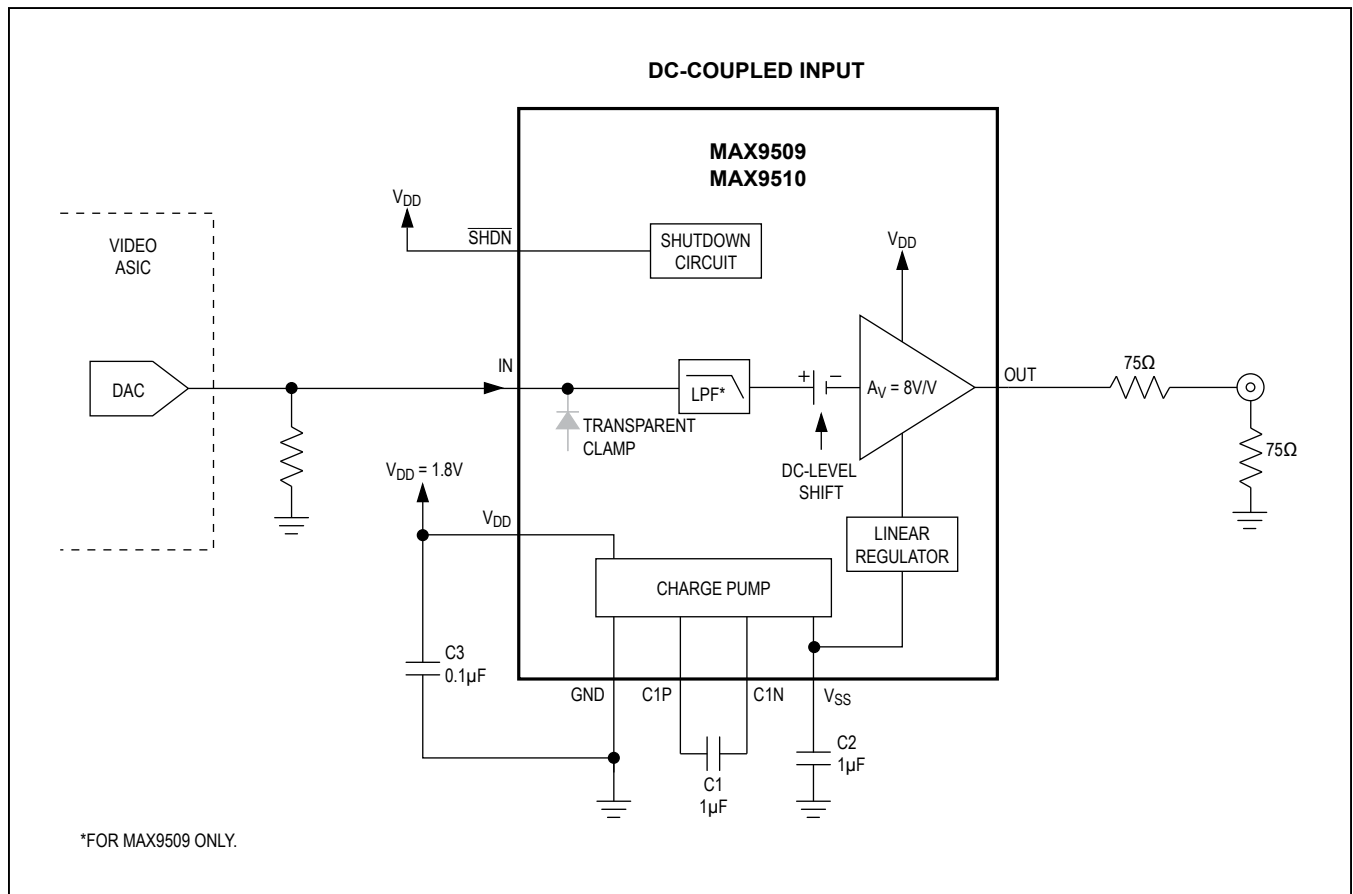 DC-COUPLED INPUT
MAX9509
MAX9510
VDD
SHDN
SHUTDOWN
CIRCUIT
VDD
VIDEO
ASIC
DAC
IN
LPF*
+
−
AV = 8V/V
OUT
75Ω
75Ω
TRANSPARENT
CLAMP
DC-LEVEL
SHIFT
VDD = 1.8V
VDD
LINEAR
REGULATOR
CHARGE PUMP
C3
0.1µF
GND
C1P
C1N
VSS
C1
1µF
C2
1µF
*FOR MAX9509 ONLY.